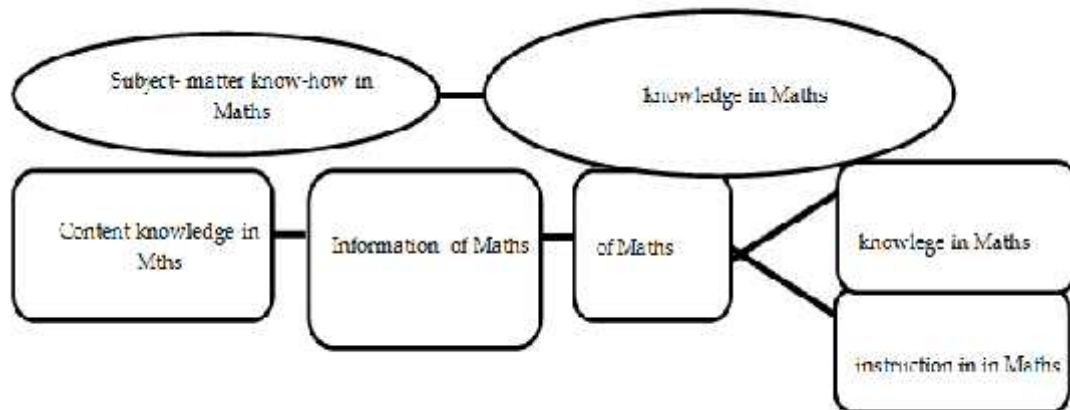 Subject- matter know-how in
Maths
knowledge in Maths
Content knowledge in
Mths
Information of Maths
of Maths
knowlege in Maths
instruction in in Maths